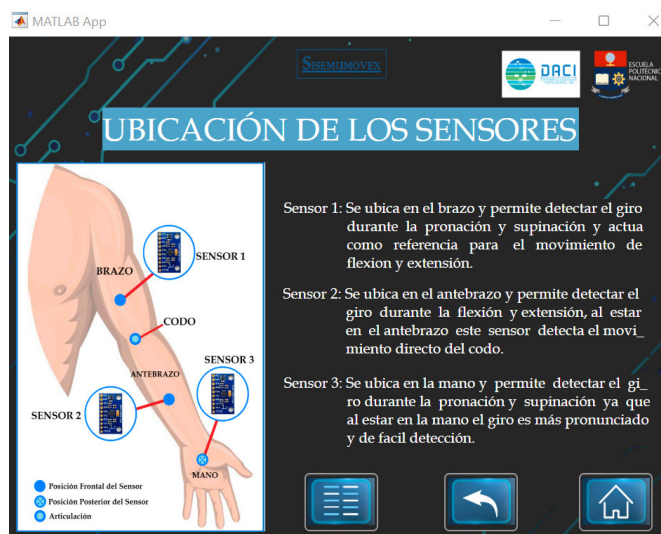 MATLAB App
SISEMUMOVEX
DACI
ESCUELA
POLITÉCNICA
NACIONAL
UBICACIÓN DE LOS SENSORES
SENSOR 1
BRAZO
CODO
SENSOR 3
ANTEBRAZO
SENSOR 2
MANO
Posición Frontal del Sensor
Posición Posterior del Sensor
Articulación
Sensor 1: Se ubica en el brazo y permite detectar el giro
durante la pronación y supinación y actua
como referencia para el movimiento de
flexion y extensión.
Sensor 2: Se ubica en el antebrazo y permite detectar el
giro durante la flexión y extensión, al estar
en el antebrazo este sensor detecta el movi_
miento directo del codo.
Sensor 3: Se ubica en la mano y permite detectar el gi_
ro durante la pronación y supinación ya que
al estar en la mano el giro es más pronunciado
y de facil detección.